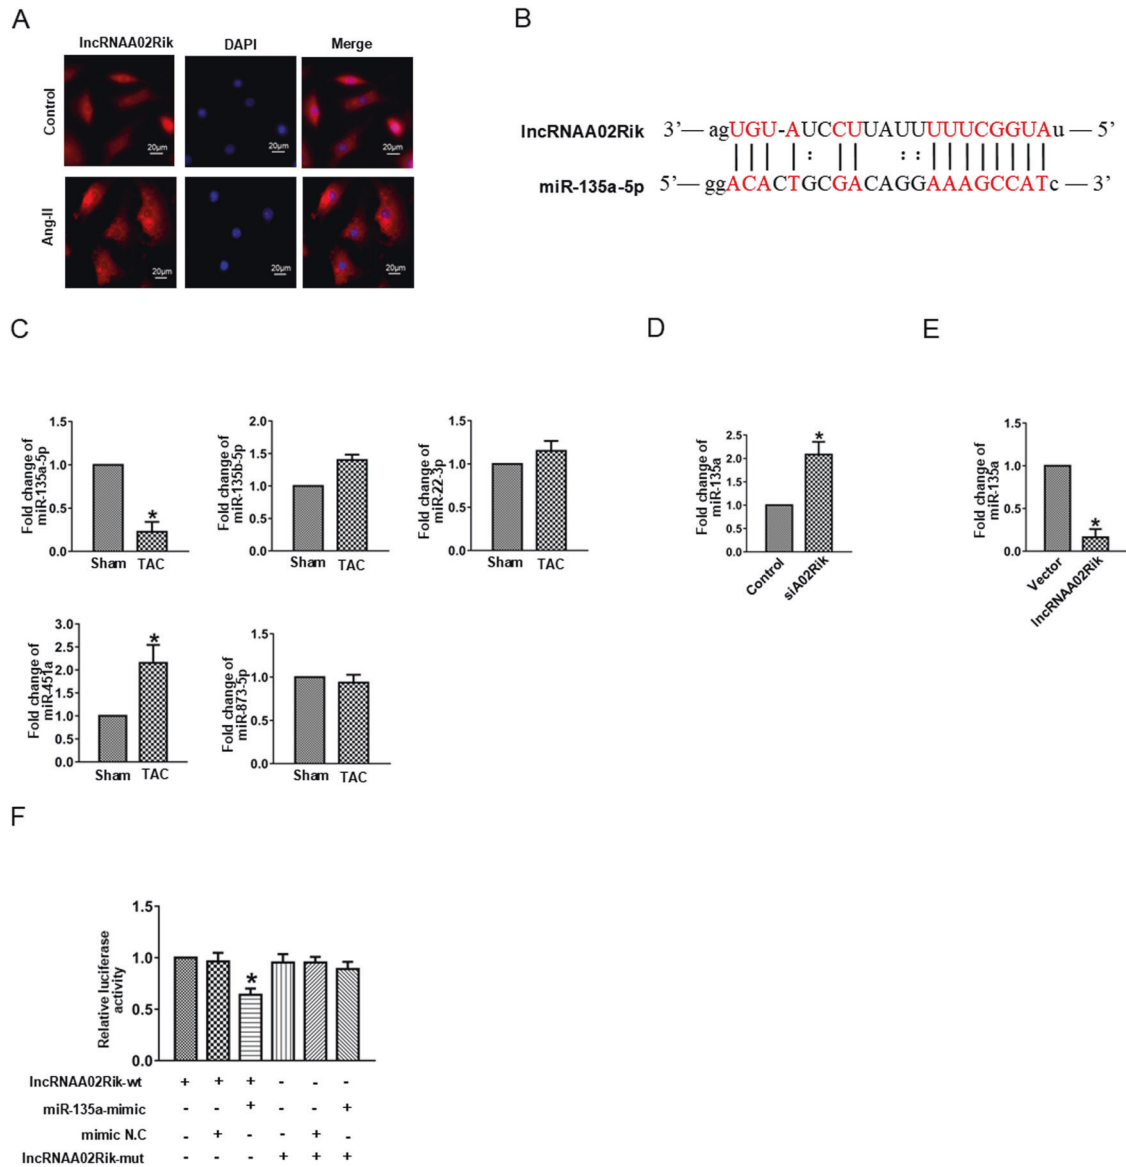 A
lncRNAA02Rik DAPI Merge
Control
20μm 20μm 20μm
Ang-II
20μm 20μm 20μm
B
lncRNAA02Rik 3’— agUGU-AUCCUUAUUUUUCGGUAu — 5’
miR-135a-5p 5’— ggACACTGCGACAGGAAAGCCATc — 3’
C
Fold change of
miR-135a-5p
1.5
1.0
0.5
0.0
*
Sham TAC
Fold change of
miR-135b-5p
2.0
1.5
1.0
0.5
0.0
Sham TAC
Fold change of
miR-22-3p
1.5
1.0
0.5
0.0
Sham TAC
Fold change of
miR-451a
3.0
2.5
2.0
1.5
1.0
0.5
0.0
*
Sham TAC
Fold change of
miR-873-5p
1.5
1.0
0.5
0.0
Sham TAC
D
Fold change of
miR-135a
2.5
2.0
1.5
1.0
0.5
0.0
*
Control siA02Rik
E
Fold change of
miR-135a
1.5
1.0
0.5
0.0
*
Vector lncRNAA02Rik
F
Relative luciferase
activity
1.5
1.0
0.5
0.0
*
lncRNAA02Rik-wt + + + - - -
miR-135a-mimic - - + - - +
mimic N.C - + - - + -
lncRNAA02Rik-mut - - - + + +